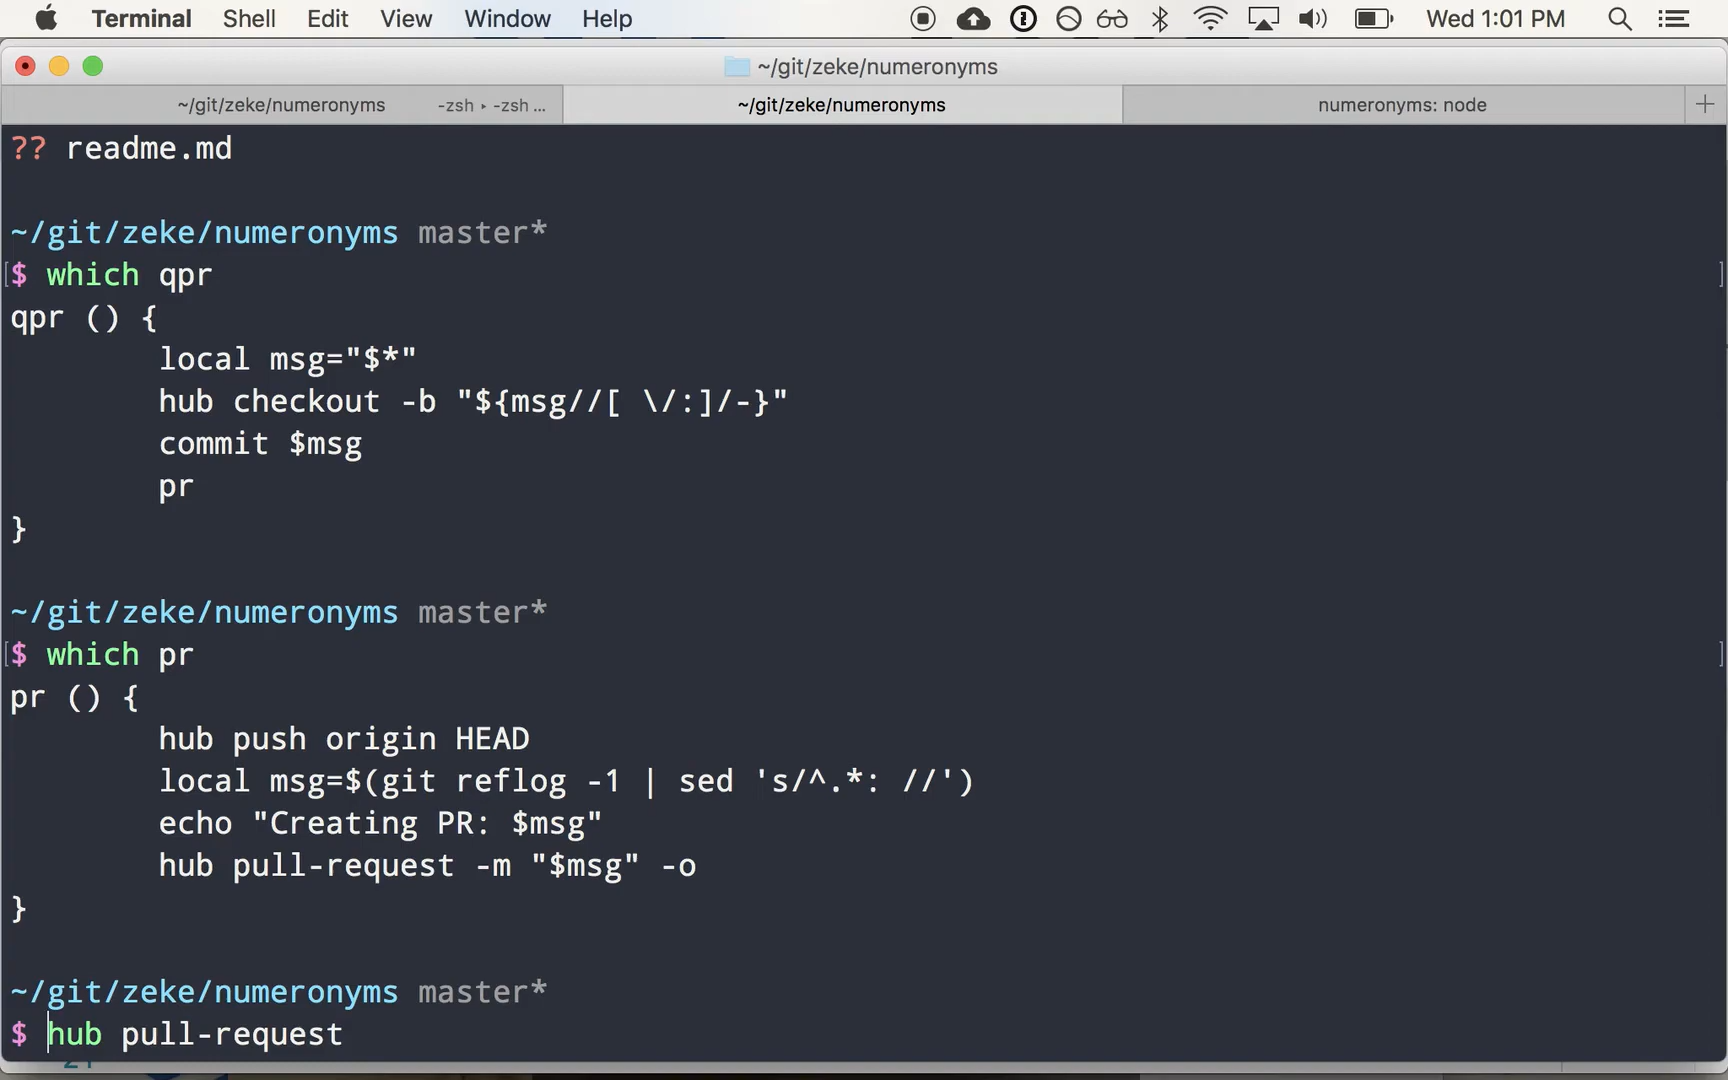 Terminal Shell Edit View Window Help Wed 1:01 PM
~/git/zeke/numeronyms
~/git/zeke/numeronyms -zsh ▸ -zsh ... ~/git/zeke/numeronyms numeronyms: node +
?? readme.md
~/git/zeke/numeronyms master*
[$ which qpr ]
qpr () {
local msg="$*"
hub checkout -b "${msg//[ \/:]/-}"
commit $msg
pr
}
~/git/zeke/numeronyms master*
[$ which pr ]
pr () {
hub push origin HEAD
local msg=$(git reflog -1 | sed 's/^.*: //')
echo "Creating PR: $msg"
hub pull-request -m "$msg" -o
}
~/git/zeke/numeronyms master*
$ hub pull-request